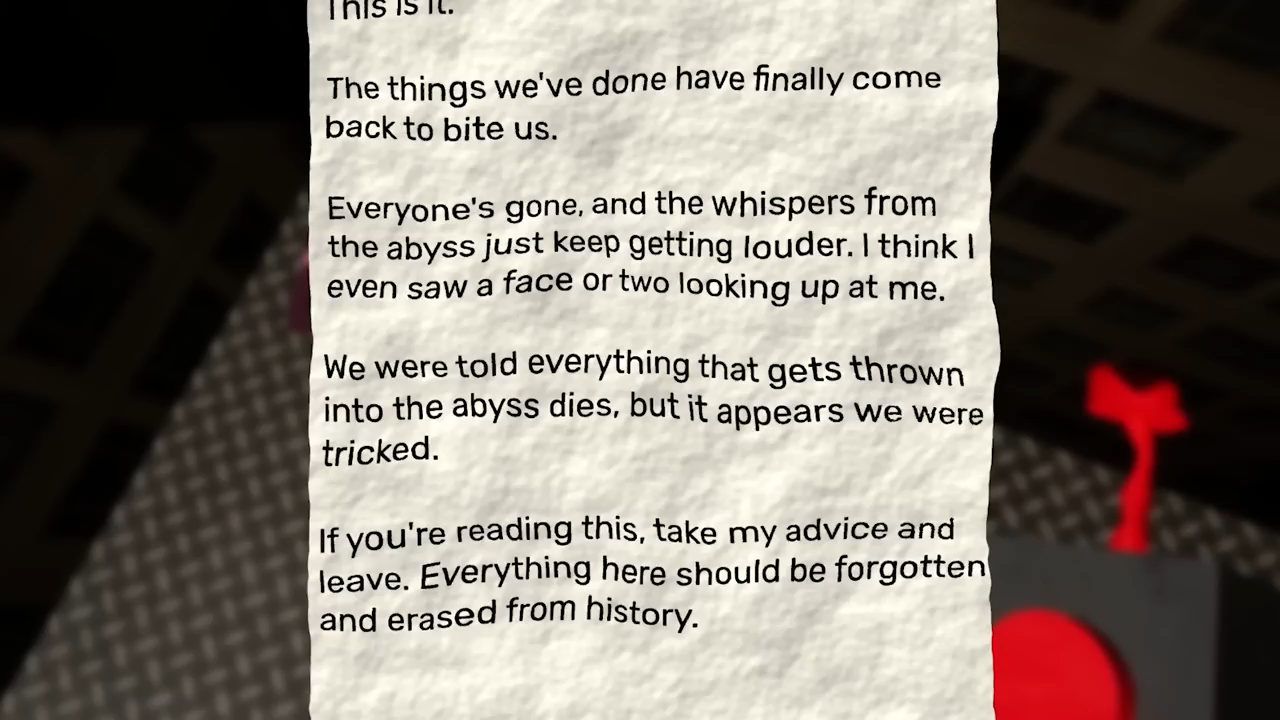 This is it.
The things we've done have finally come
back to bite us.
Everyone's gone, and the whispers from
the abyss just keep getting louder. I think I
even saw a face or two looking up at me.
We were told everything that gets thrown
into the abyss dies, but it appears we were
tricked.
If you're reading this, take my advice and
leave. Everything here should be forgotten
and erased from history.